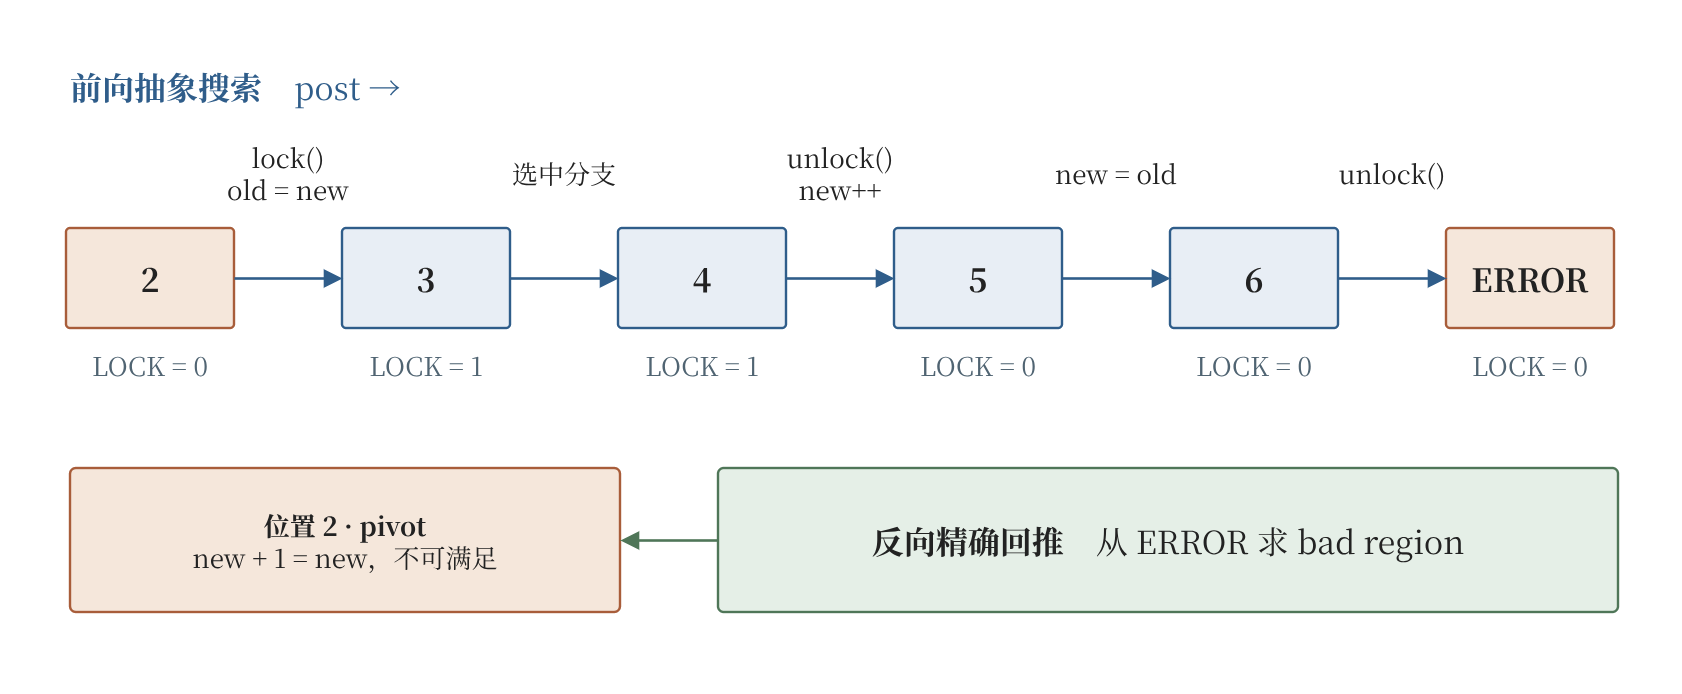 前向抽象搜索 post →
lock()
old = new
选中分支
unlock()
new++
new = old
unlock()
2
3
4
5
6
ERROR
LOCK = 0
LOCK = 1
LOCK = 1
LOCK = 0
LOCK = 0
LOCK = 0
位置 2 · pivot
new + 1 = new，不可满足
反向精确回推 从 ERROR 求 bad region